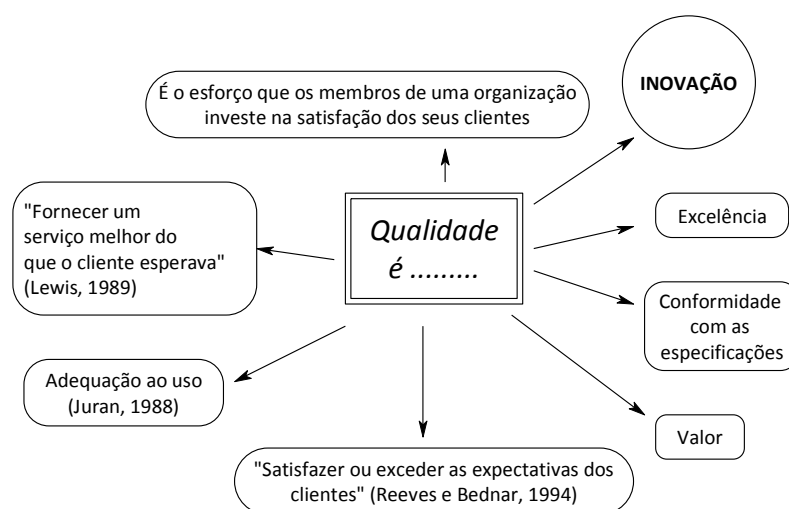 É o esforço que os membros de uma organização
investe na satisfação dos seus clientes
INOVAÇÃO
"Fornecer um
serviço melhor do
que o cliente esperava"
(Lewis, 1989)
Qualidade
é .........
Excelência
Conformidade
com as
especificações
Adequação ao uso
(Juran, 1988)
Valor
"Satisfazer ou exceder as expectativas dos
clientes" (Reeves e Bednar, 1994)